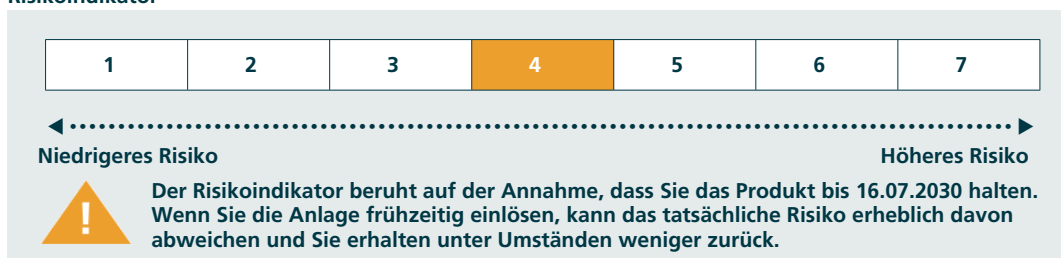 Risikoindikator
1 2 3 4 5 6 7
Niedrigeres Risiko Höheres Risiko
! Der Risikoindikator beruht auf der Annahme, dass Sie das Produkt bis 16.07.2030 halten.
Wenn Sie die Anlage frühzeitig einlösen, kann das tatsächliche Risiko erheblich davon
abweichen und Sie erhalten unter Umständen weniger zurück.